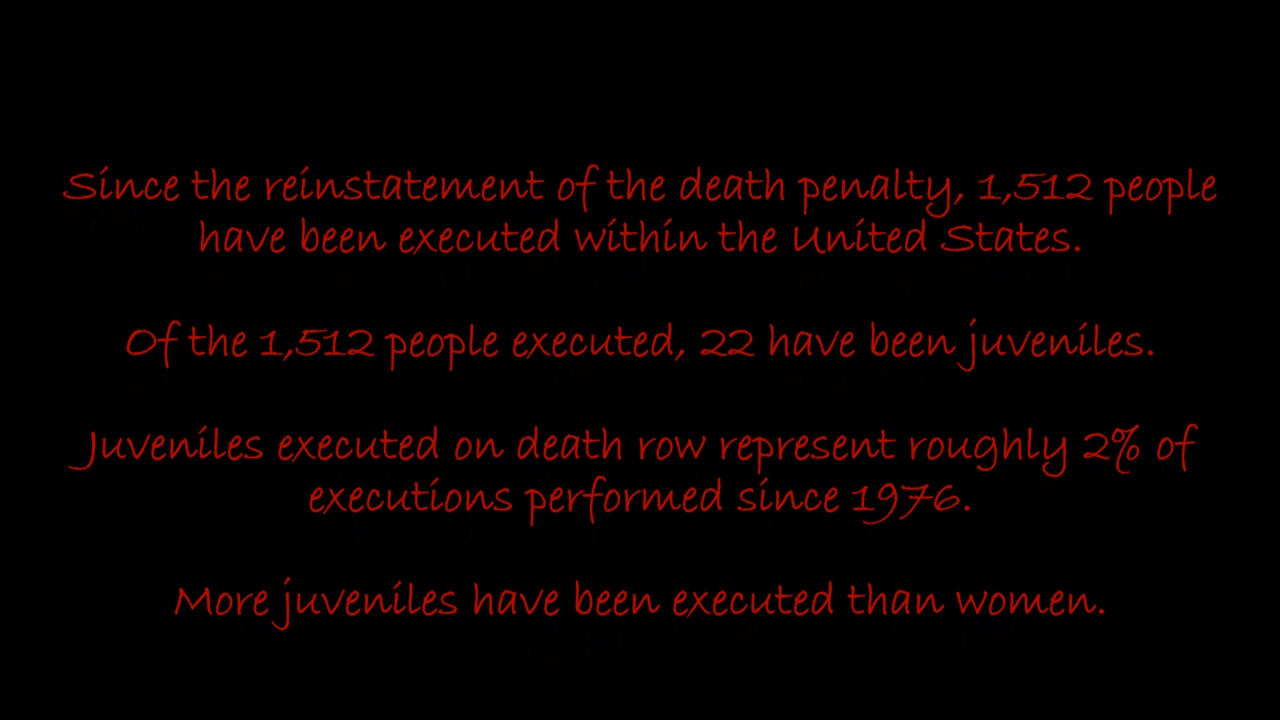 Since the reinstatement of the death penalty, 1,512 people
have been executed within the United States.
Of the 1,512 people executed, 22 have been juveniles.
Juveniles executed on death row represent roughly 2% of
executions performed since 1976.
More juveniles have been executed than women.